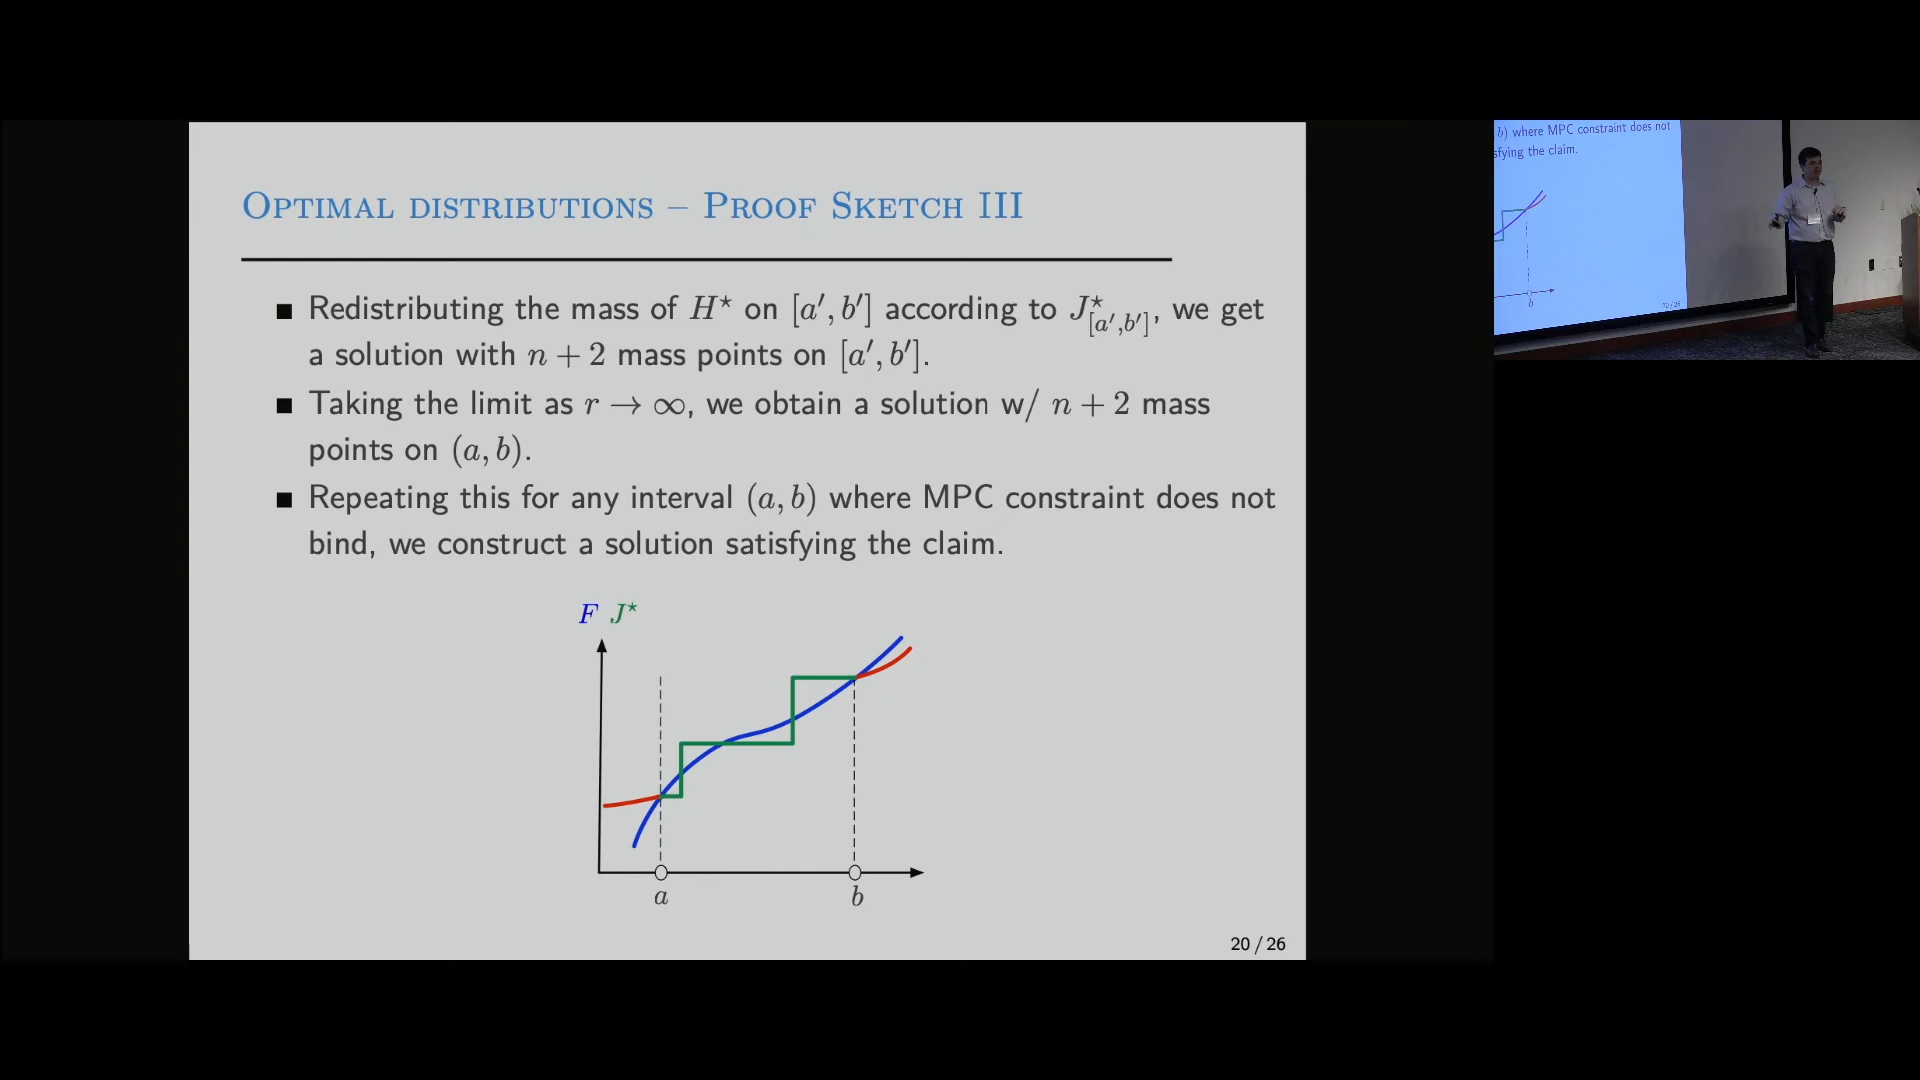 OPTIMAL DISTRIBUTIONS – PROOF SKETCH III
■ Redistributing the mass of H⋆ on [a′, b′] according to J⋆[a′,b′], we get
a solution with n + 2 mass points on [a′, b′].
■ Taking the limit as r → ∞, we obtain a solution w/ n + 2 mass
points on (a, b).
■ Repeating this for any interval (a, b) where MPC constraint does not
bind, we construct a solution satisfying the claim.
F J⋆
a b
20 / 26
b) where MPC constraint does not
sfying the claim.
b
20 / 26